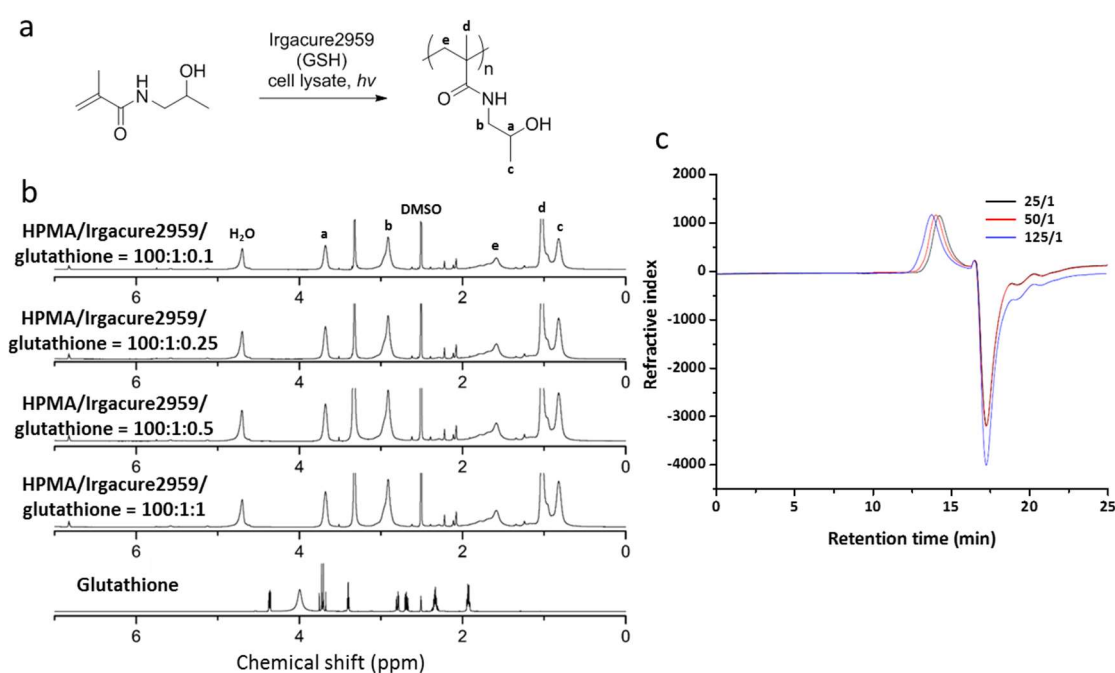 a
Irgacure2959
(GSH)
cell lysate, hv
OH
H
N
O
d
e
n
O
NH
b
a
OH
c
b
HPMA/Irgacure2959/
glutathione = 100:1:0.1
H₂O
a
b
DMSO
e
d
c
6
4
2
0
HPMA/Irgacure2959/
glutathione = 100:1:0.25
6
4
2
0
HPMA/Irgacure2959/
glutathione = 100:1:0.5
6
4
2
0
HPMA/Irgacure2959/
glutathione = 100:1:1
6
4
2
0
Glutathione
6
4
2
0
Chemical shift (ppm)
c
2000
1000
0
-1000
-2000
-3000
-4000
Refractive index
25/1
50/1
125/1
0
5
10
15
20
25
Retention time (min)